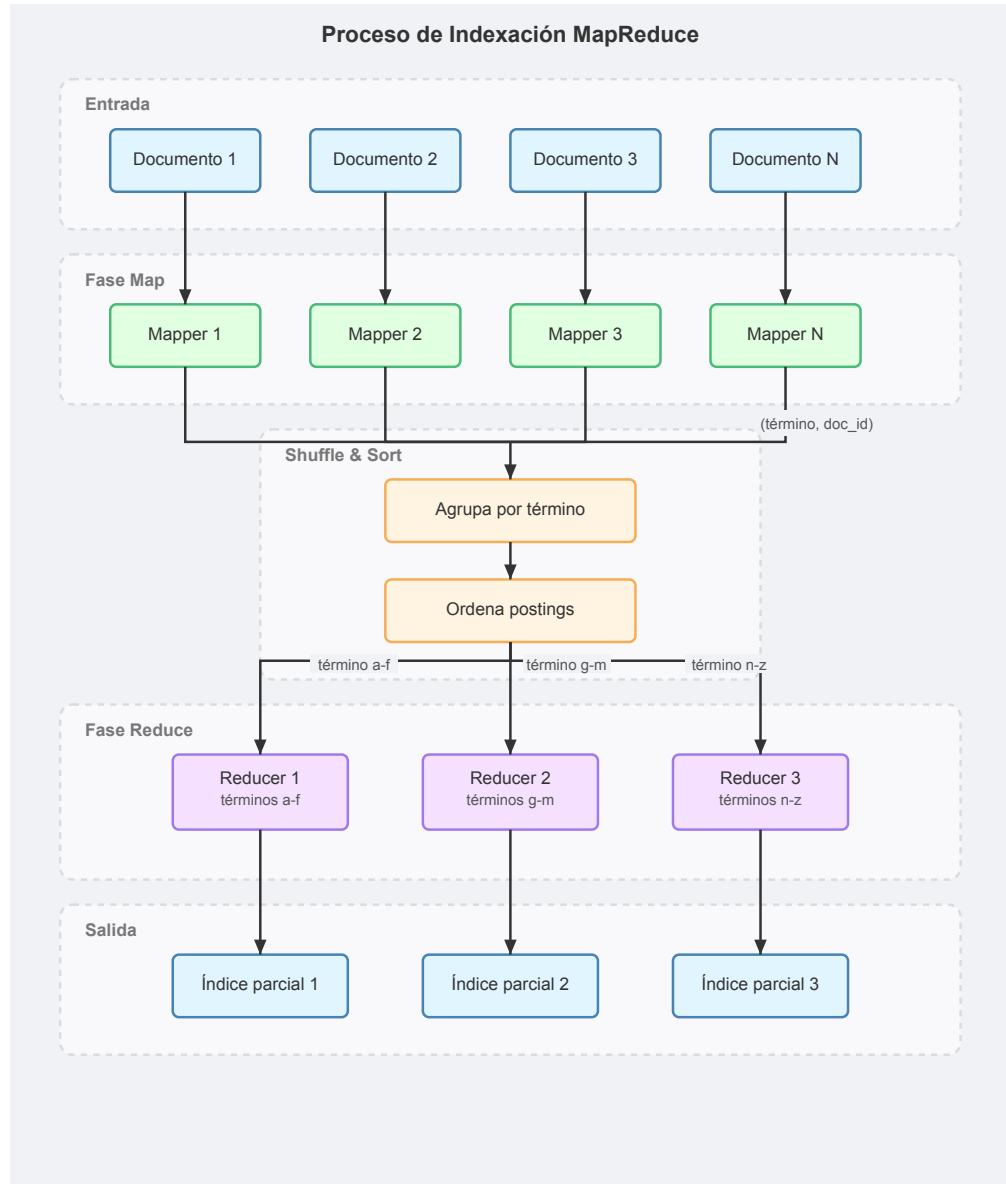 Proceso de Indexación MapReduce
Entrada
Documento 1
Documento 2
Documento 3
Documento N
Fase Map
Mapper 1
Mapper 2
Mapper 3
Mapper N
(término, doc_id)
Shuffle & Sort
Agrupa por término
Ordena postings
término a-f
término g-m
término n-z
Fase Reduce
Reducer 1
términos a-f
Reducer 2
términos g-m
Reducer 3
términos n-z
Salida
Índice parcial 1
Índice parcial 2
Índice parcial 3